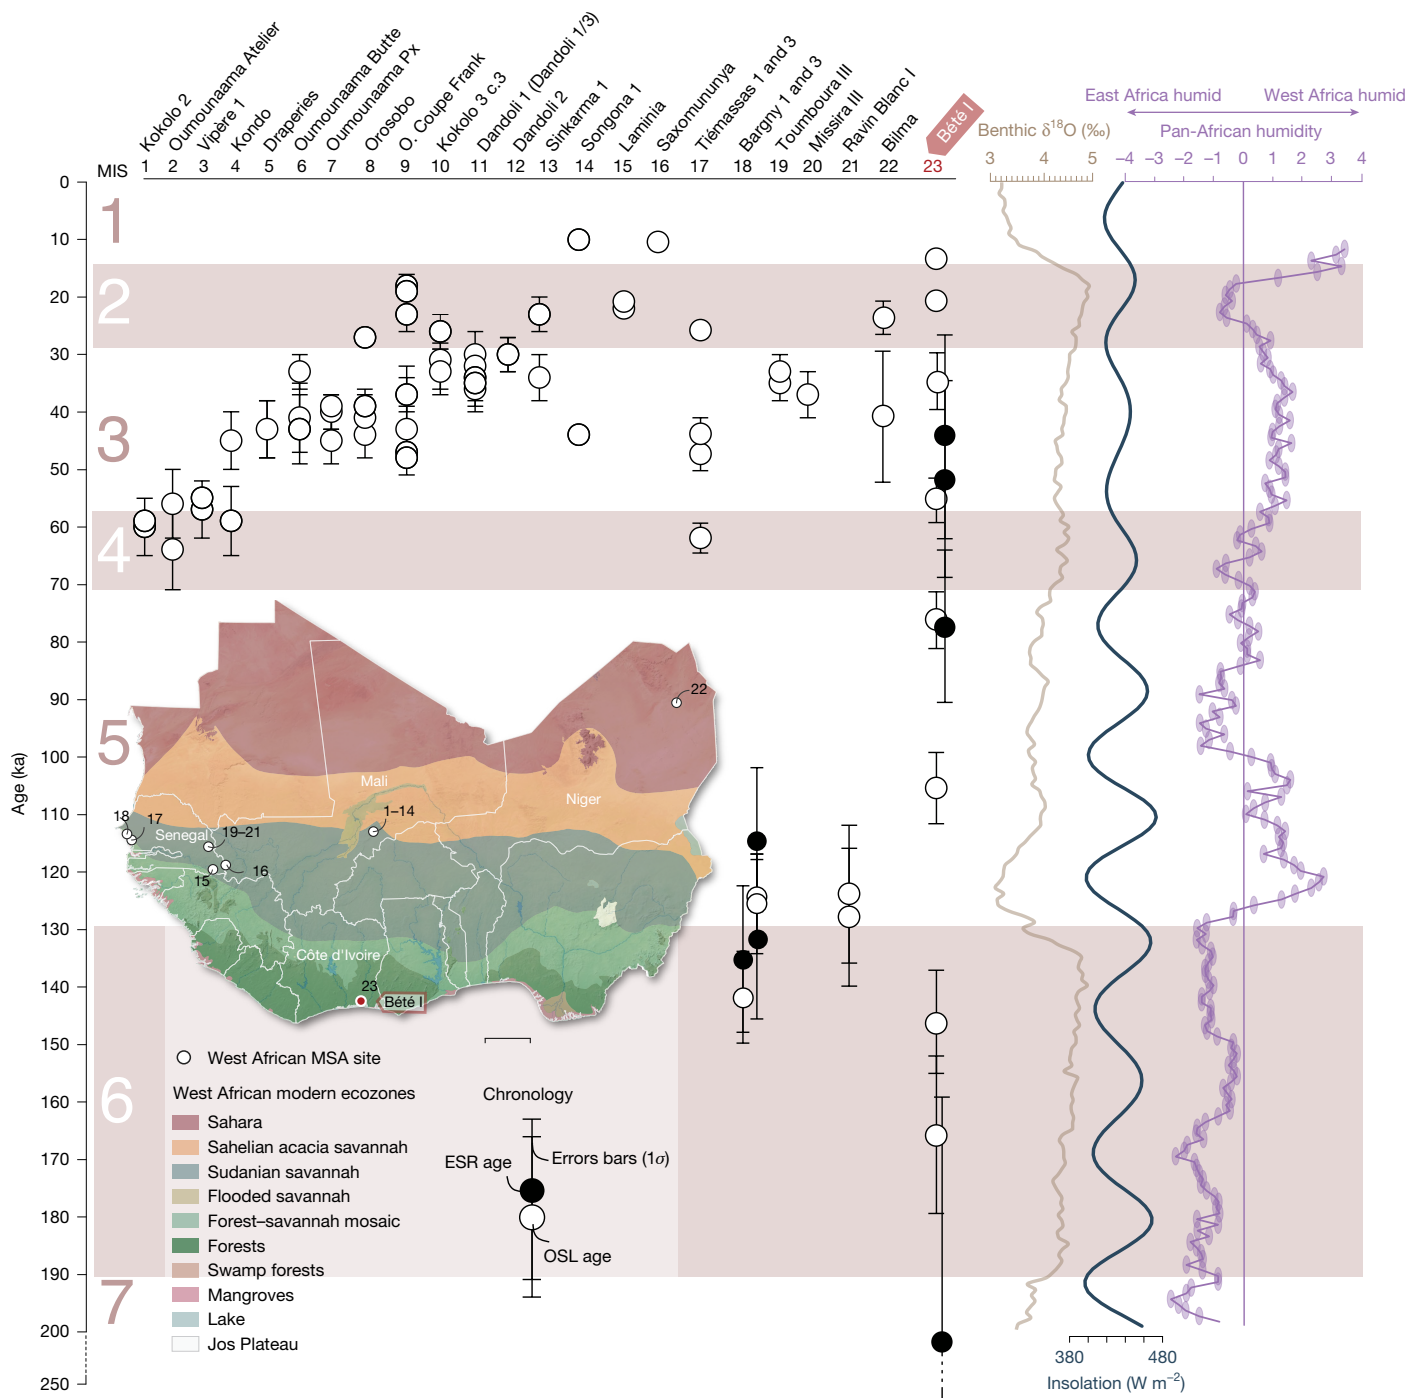 Kokolo 2
Oumounaama Atelier
Vipère 1
Kondo
Draperies
Oumounaama Butte
Oumounaama Px
Orosobo
O. Coupe Frank
Kokolo 3 c.3
Dandoli 1 (Dandoli 1/3)
Dandoli 2
Sinkarma 1
Songona 1
Laminia
Saxomununya
Tiémassas 1 and 3
Bargny 1 and 3
Toumboura III
Missira III
Ravin Blanc I
Bilma
Bété I
East Africa humid West Africa humid
Benthic δ18O (‰) Pan-African humidity
MIS 1 2 3 4 5 6 7 8 9 10 11 12 13 14 15 16 17 18 19 20 21 22 23
3 4 5 –4 –3 –2 –1 0 1 2 3 4
0
1
10
2
20
30
3
40
50
4
60
70
80
90
5
100
110
120
130
140
150
6
160
170
180
190
7
200
250
Age (ka)
22
Mali
Niger
1–14
18 17
Senegal 19–21
15 16
Côte d'Ivoire
23
Bété I
West African MSA site
West African modern ecozones
Sahara
Sahelian acacia savannah
Sudanian savannah
Flooded savannah
Forest–savannah mosaic
Forests
Swamp forests
Mangroves
Lake
Jos Plateau
Chronology
Errors bars (1σ)
ESR age
OSL age
380 480
Insolation (W m−2)